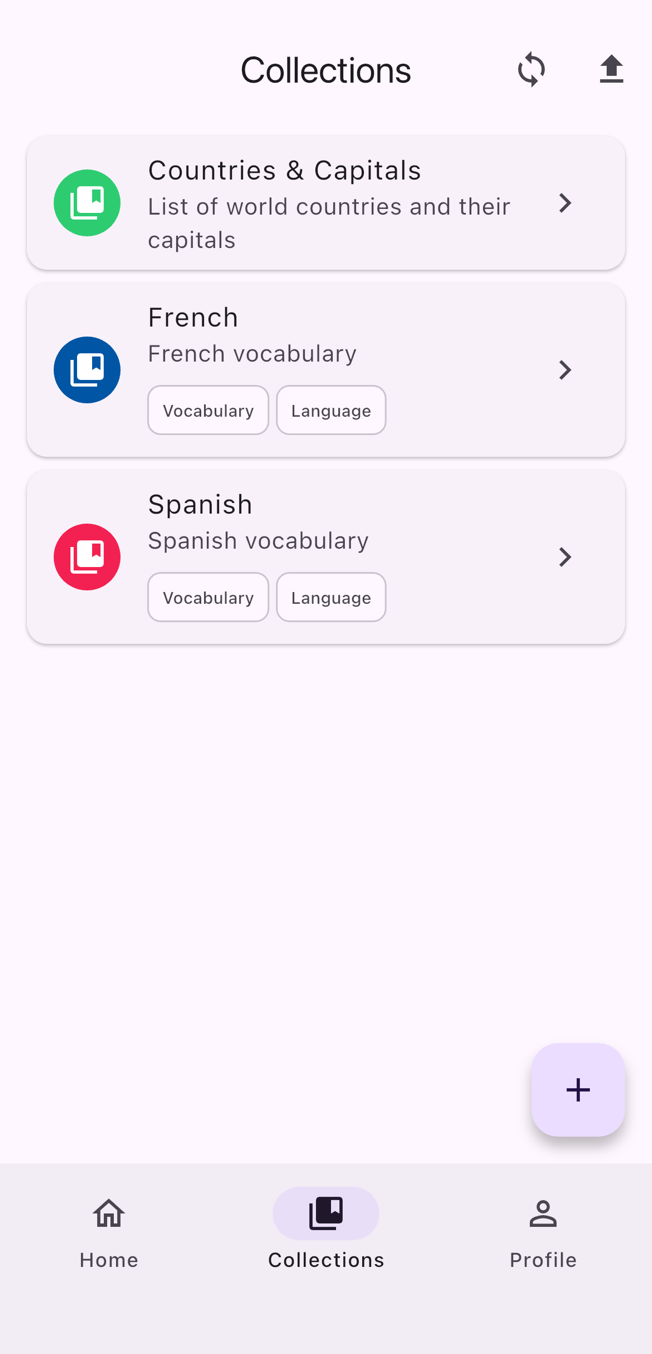 Collections
Countries & Capitals
List of world countries and their
capitals
French
French vocabulary
Vocabulary
Language
Spanish
Spanish vocabulary
Vocabulary
Language
Home
Collections
Profile